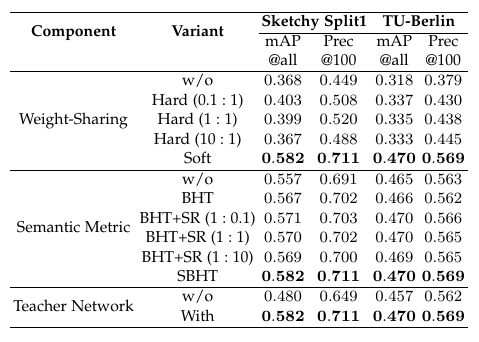 Component Variant Sketchy Split1 TU-Berlin
mAP Prec mAP Prec
@all @100 @all @100
Weight-Sharing w/o 0.368 0.449 0.318 0.379
Hard (0.1 : 1) 0.403 0.508 0.337 0.430
Hard (1 : 1) 0.399 0.520 0.335 0.438
Hard (10 : 1) 0.367 0.488 0.333 0.445
Soft 0.582 0.711 0.470 0.569
Semantic Metric w/o 0.557 0.691 0.465 0.563
BHT 0.567 0.702 0.466 0.562
BHT+SR (1 : 0.1) 0.571 0.703 0.470 0.566
BHT+SR (1 : 1) 0.570 0.702 0.470 0.565
BHT+SR (1 : 10) 0.569 0.700 0.469 0.565
SBHT 0.582 0.711 0.470 0.569
Teacher Network w/o 0.480 0.649 0.457 0.562
With 0.582 0.711 0.470 0.569